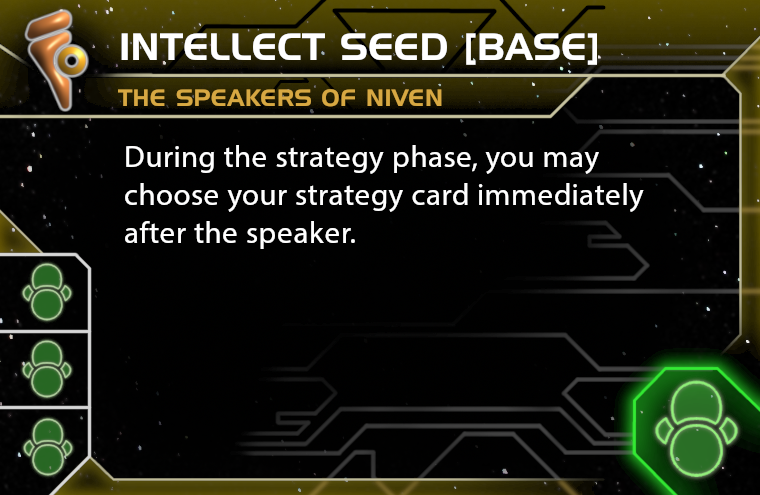 INTELLECT SEED [BASE]
THE SPEAKERS OF NIVEN
During the strategy phase, you may
choose your strategy card immediately
after the speaker.